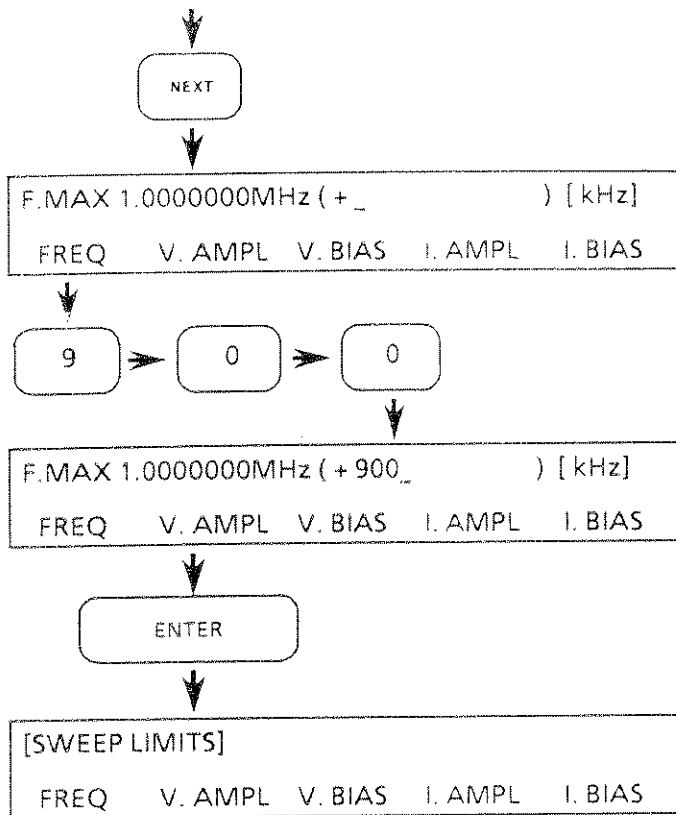 NEXT
F.MAX 1.0000000MHz ( + _ ) [ kHz]
FREQ V. AMPL V. BIAS I. AMPL I. BIAS
9 0 0
F.MAX 1.0000000MHz ( + 900_ ) [ kHz]
FREQ V. AMPL V. BIAS I. AMPL I. BIAS
ENTER
[SWEEP LIMITS]
FREQ V. AMPL V. BIAS I. AMPL I. BIAS